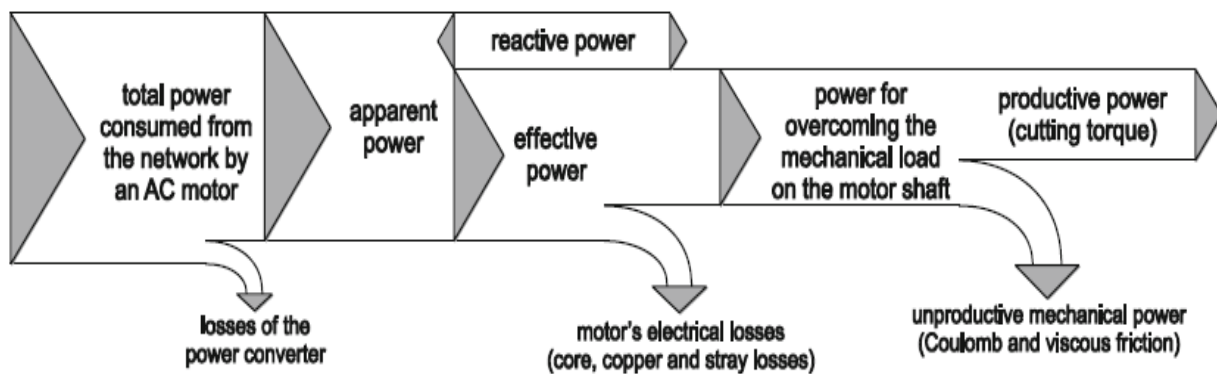 total power
consumed from
the network by
an AC motor
apparent
power
reactive power
effective
power
power for
overcoming the
mechanical load
on the motor shaft
productive power
(cutting torque)
losses of the
power converter
motor's electrical losses
(core, copper and stray losses)
unproductive mechanical power
(Coulomb and viscous friction)